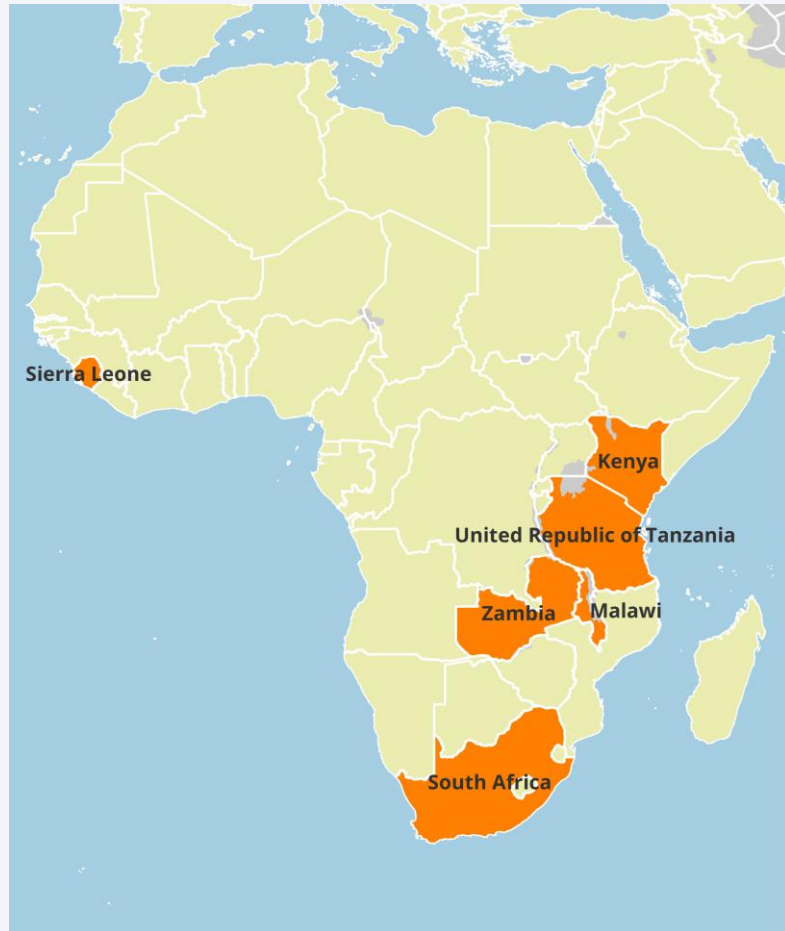 Sierra Leone
Kenya
United Republic of Tanzania
Zambia
Malawi
South Africa